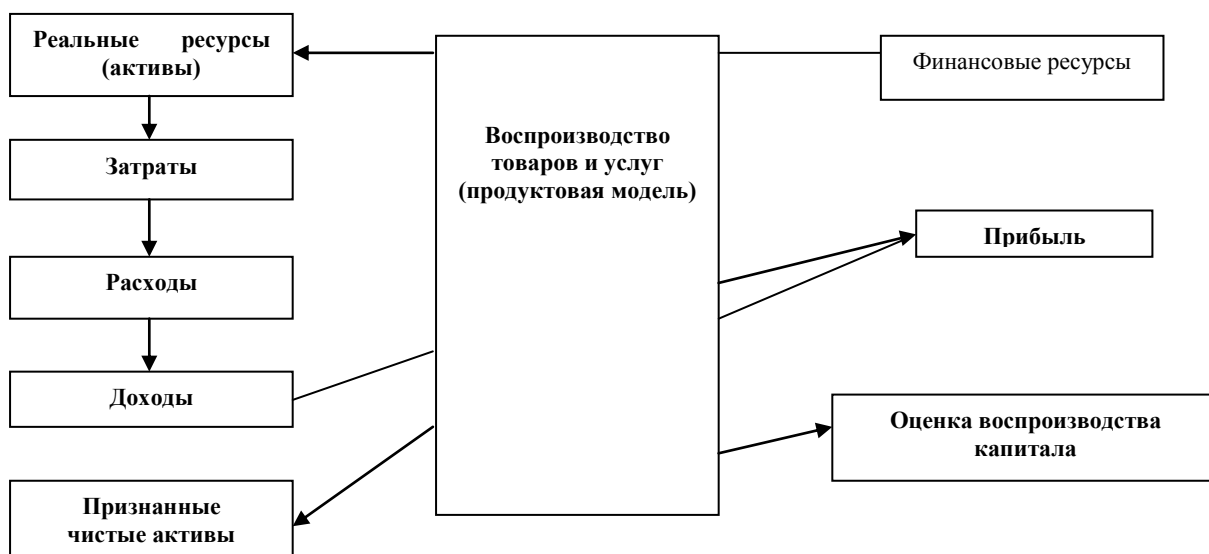 Реальные ресурсы
(активы)
Затраты
Расходы
Доходы
Признанные
чистые активы
Воспроизводство
товаров и услуг
(продуктовая модель)
Финансовые ресурсы
Прибыль
Оценка воспроизводства
капитала